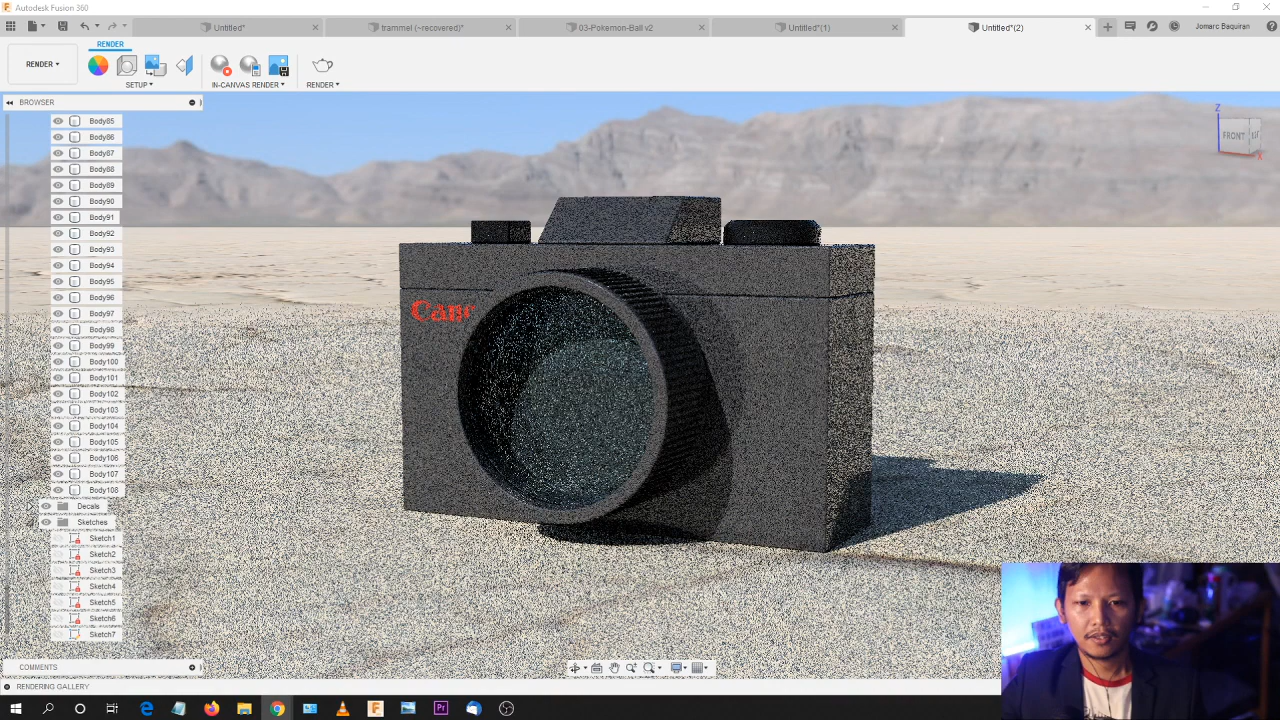 Autodesk Fusion 360
Untitled*
trammel (~recovered)*
03-Pokemon-Ball v2
Untitled*(1)
Untitled*(2)
Jomarc Baquiran
RENDER
RENDER
SETUP
IN-CANVAS RENDER
RENDER
BROWSER
Body85
Body86
Body87
Body88
Body89
Body90
Body91
Body92
Body93
Body94
Body95
Body96
Body97
Body98
Body99
Body100
Body101
Body102
Body103
Body104
Body105
Body106
Body107
Body108
Decals
Sketches
Sketch1
Sketch2
Sketch3
Sketch4
Sketch5
Sketch6
Sketch7
Z
FRONT
X
Cano
COMMENTS
RENDERING GALLERY
Pr